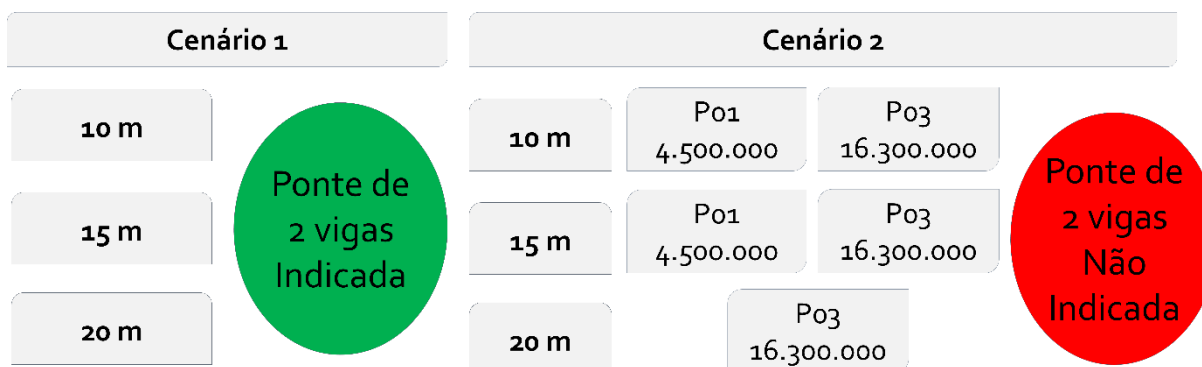 Cenário 1
10 m
15 m
20 m
Ponte de
2 vigas
Indicada
Cenário 2
10 m
P01
4.500.000
P03
16.300.000
15 m
P01
4.500.000
P03
16.300.000
20 m
P03
16.300.000
Ponte de
2 vigas
Não
Indicada